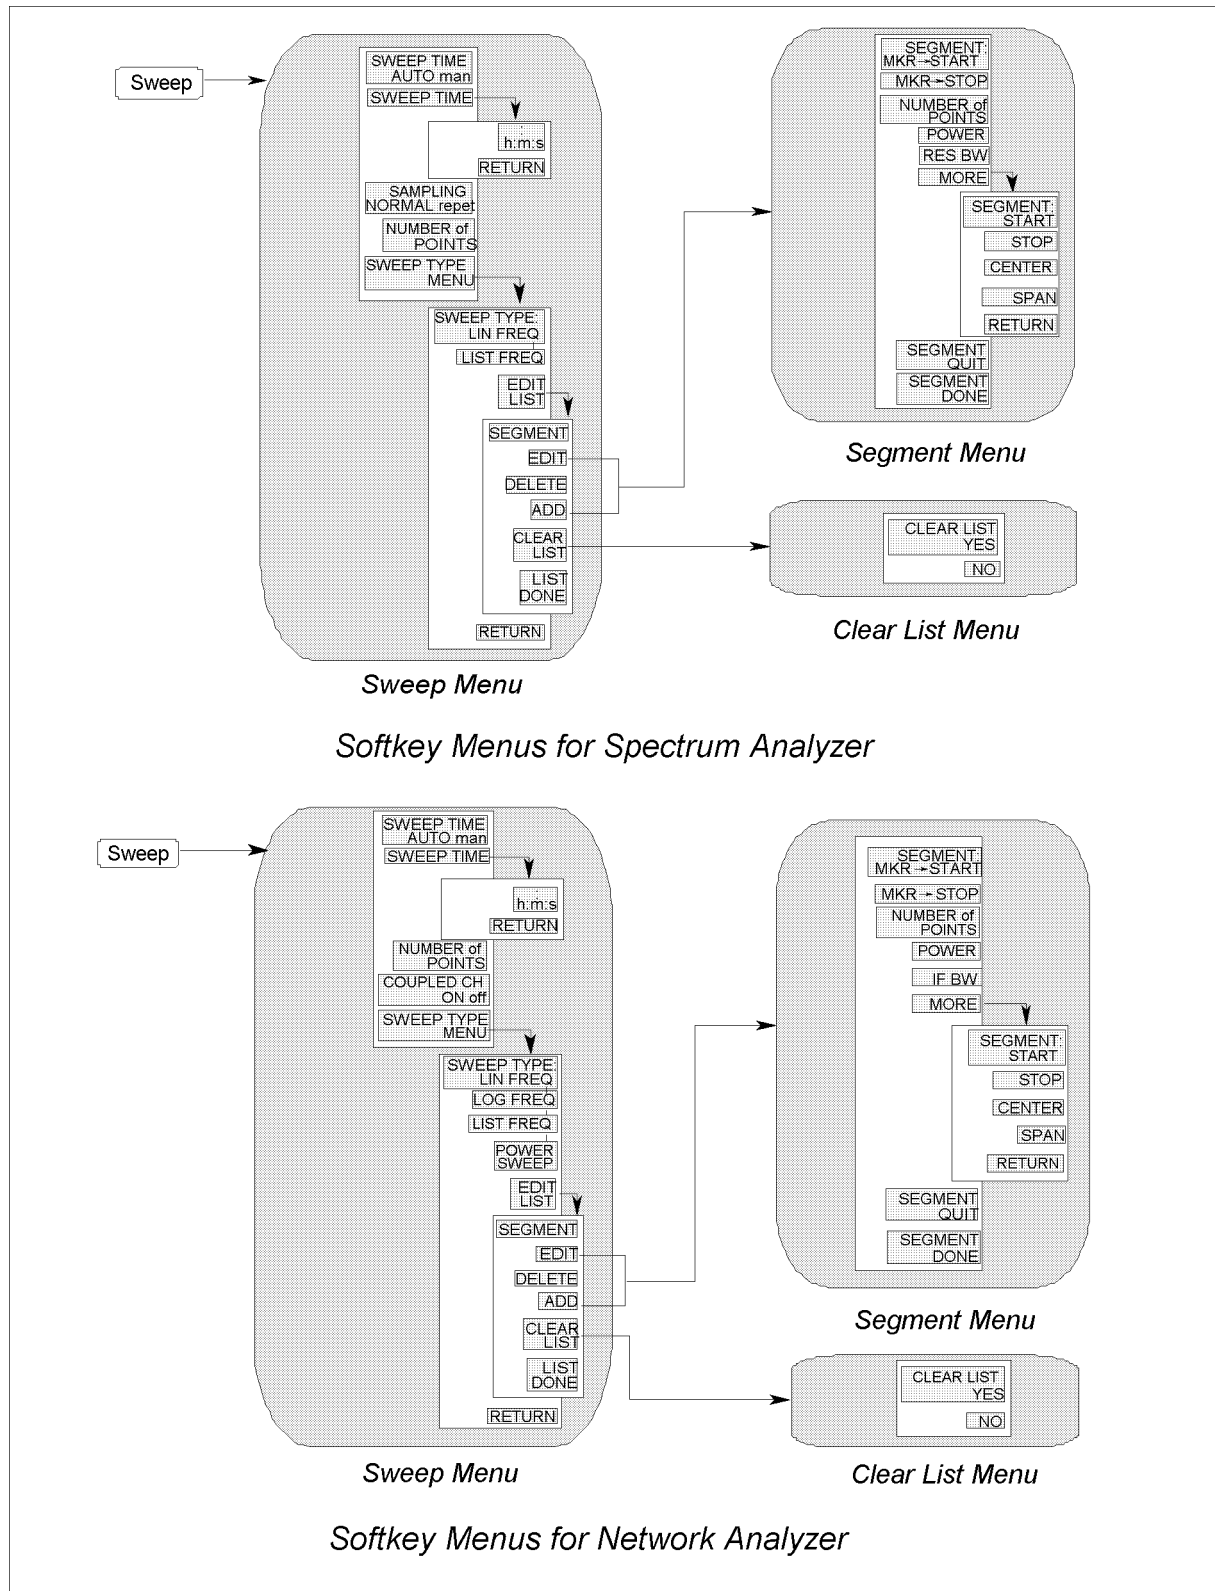 Sweep
SWEEP TIME
AUTO man
SWEEP TIME
:
h:m:s
RETURN
SAMPLING
NORMAL repet
NUMBER of
POINTS
SWEEP TYPE
MENU
SWEEP TYPE:
LIN FREQ
LIST FREQ
EDIT
LIST
SEGMENT
EDIT
DELETE
ADD
CLEAR
LIST
LIST
DONE
RETURN
Sweep Menu
SEGMENT:
MKR→START
MKR→STOP
NUMBER of
POINTS
POWER
RES BW
MORE
SEGMENT:
START
STOP
CENTER
SPAN
RETURN
SEGMENT
QUIT
SEGMENT
DONE
Segment Menu
CLEAR LIST
YES
NO
Clear List Menu
Softkey Menus for Spectrum Analyzer
Sweep
SWEEP TIME
AUTO man
SWEEP TIME
:
h:m:s
RETURN
NUMBER of
POINTS
COUPLED CH
ON off
SWEEP TYPE
MENU
SWEEP TYPE:
LIN FREQ
LOG FREQ
LIST FREQ
POWER
SWEEP
EDIT
LIST
SEGMENT
EDIT
DELETE
ADD
CLEAR
LIST
LIST
DONE
RETURN
Sweep Menu
SEGMENT:
MKR→START
MKR→STOP
NUMBER of
POINTS
POWER
IF BW
MORE
SEGMENT:
START
STOP
CENTER
SPAN
RETURN
SEGMENT
QUIT
SEGMENT
DONE
Segment Menu
CLEAR LIST
YES
NO
Clear List Menu
Softkey Menus for Network Analyzer